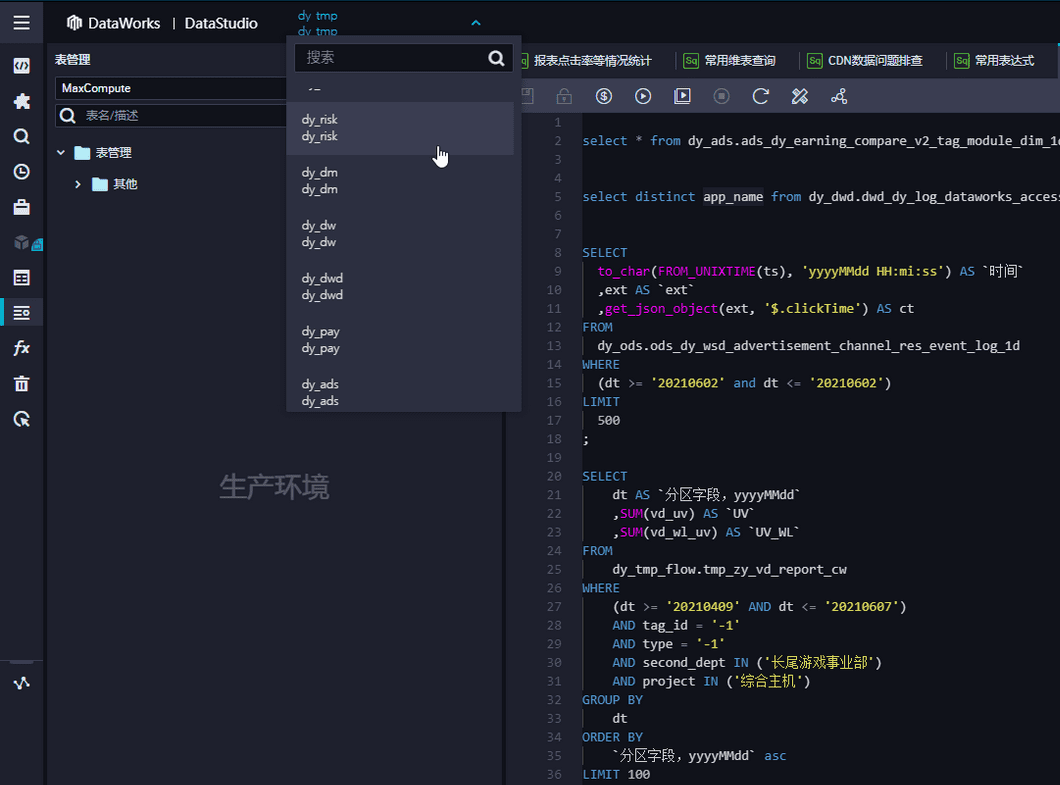 DataWorks | DataStudio
dy tmp
dy tmp
表管理
搜索
报表点击率等情况统计
Sq 常用维表查询
Sq CDN数据问题排查
Sq 常用表达式
MaxCompute
表名/描述
表管理
其他
dy_risk
dy_risk
dy_dm
dy_dm
dy_dw
dy_dw
dy_dwd
dy_dwd
dy_pay
dy_pay
dy_ads
dy_ads
生产环境
fx
1
2 select * from dy_ads.ads_dy_earning_compare_v2_tag_module_dim_1d
3
4
5 select distinct app_name from dy_dwd.dwd_dy_log_dataworks_access
6
7
8 SELECT
9 to_char(FROM_UNIXTIME(ts), 'yyyyMMdd HH:mi:ss') AS `时间`
10 ,ext AS `ext`
11 ,get_json_object(ext, '$.clickTime') AS ct
12 FROM
13 dy_ods.ods_dy_wsd_advertisement_channel_res_event_log_1d
14 WHERE
15 (dt >= '20210602' and dt <= '20210602')
16 LIMIT
17 500
18 ;
19
20 SELECT
21 dt AS `分区字段，yyyyMMdd`
22 ,SUM(vd_uv) AS `UV`
23 ,SUM(vd_wl_uv) AS `UV_WL`
24 FROM
25 dy_tmp_flow.tmp_zy_vd_report_cw
26 WHERE
27 (dt >= '20210409' AND dt <= '20210607')
28 AND tag_id = '-1'
29 AND type = '-1'
30 AND second_dept IN ('长尾游戏事业部')
31 AND project IN ('综合主机')
32 GROUP BY
33 dt
34 ORDER BY
35 `分区字段，yyyyMMdd` asc
36 LIMIT 100